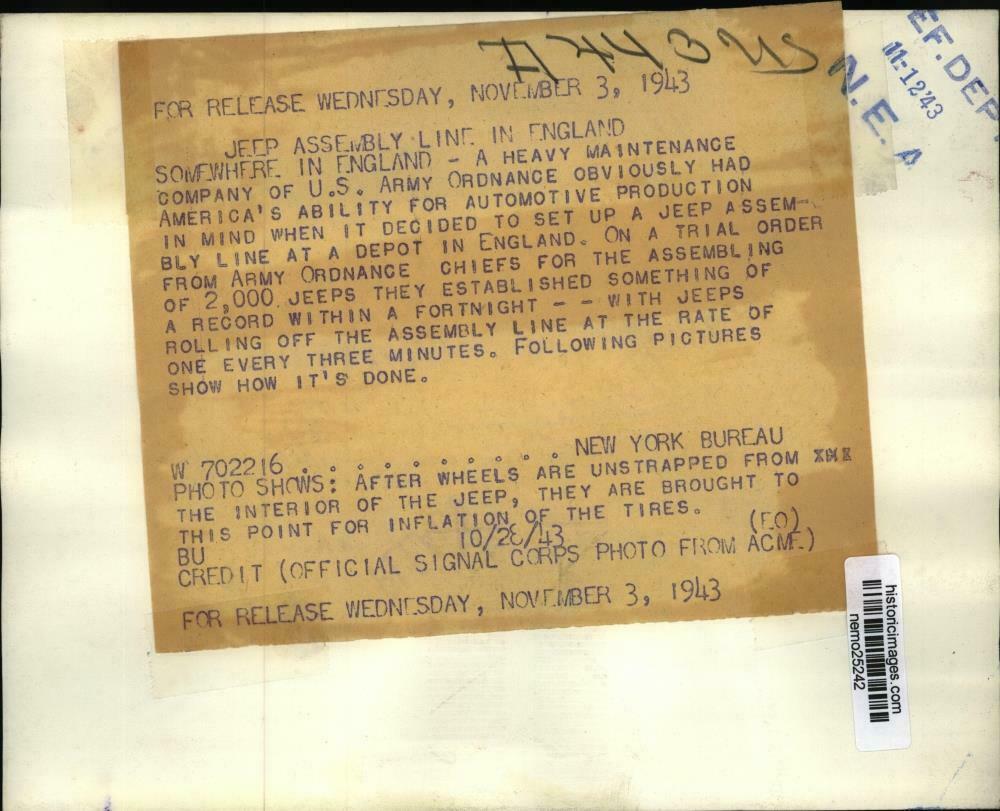 A 443 US
FOR RELEASE WEDNESDAY, NOVEMBER 3, 1943
JEEP ASSEMBLY LINE IN ENGLAND
SOMEWHERE IN ENGLAND - A HEAVY MAINTENANCE
COMPANY OF U.S. ARMY ORDNANCE OBVIOUSLY HAD
AMERICA'S ABILITY FOR AUTOMOTIVE PRODUCTION
IN MIND WHEN IT DECIDED TO SET UP A JEEP ASSEM-
BLY LINE AT A DEPOT IN ENGLAND. ON A TRIAL ORDER
FROM ARMY ORDNANCE CHIEFS FOR THE ASSEMBLING
OF 2,000 JEEPS THEY ESTABLISHED SOMETHING OF
A RECORD WITHIN A FORTNIGHT - - WITH JEEPS
ROLLING OFF THE ASSEMBLY LINE AT THE RATE OF
ONE EVERY THREE MINUTES. FOLLOWING PICTURES
SHOW HOW IT'S DONE.
W 702216 . . . . . . . . . . NEW YORK BUREAU
PHOTO SHOWS: AFTER WHEELS ARE UNSTRAPPED FROM
THE INTERIOR OF THE JEEP, THEY ARE BROUGHT TO
THIS POINT FOR INFLATION OF THE TIRES.
BU 10/28/43 (EO)
CREDIT (OFFICIAL SIGNAL CORPS PHOTO FROM ACME)
FOR RELEASE WEDNESDAY, NOVEMBER 3, 1943
EF. DEP
11-12-43
N. E. A
historicimages.com
nemo25242